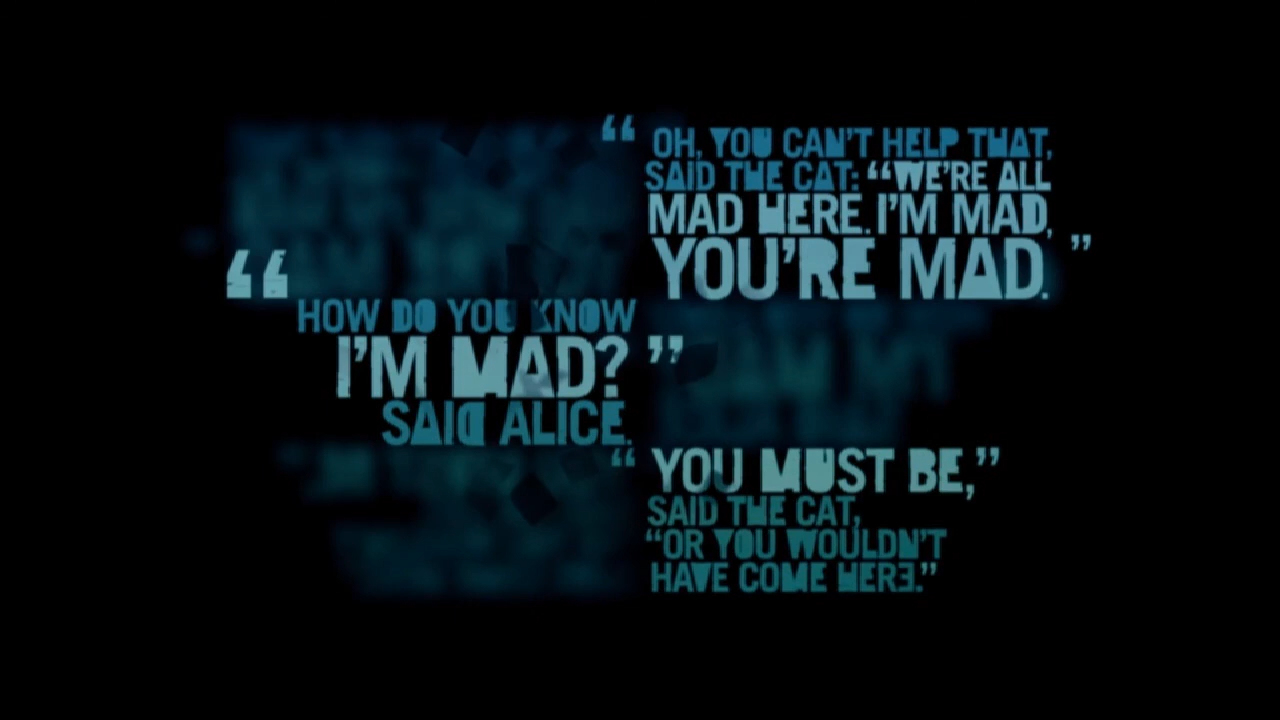 “OH, YOU CAN’T HELP THAT,
SAID THE CAT: “WE’RE ALL
MAD HERE. I’M MAD,
YOU’RE MAD.”
“HOW DO YOU KNOW
I’M MAD?”
SAID ALICE.
“YOU MUST BE,”
SAID THE CAT,
“OR YOU WOULDN’T
HAVE COME HERE.”